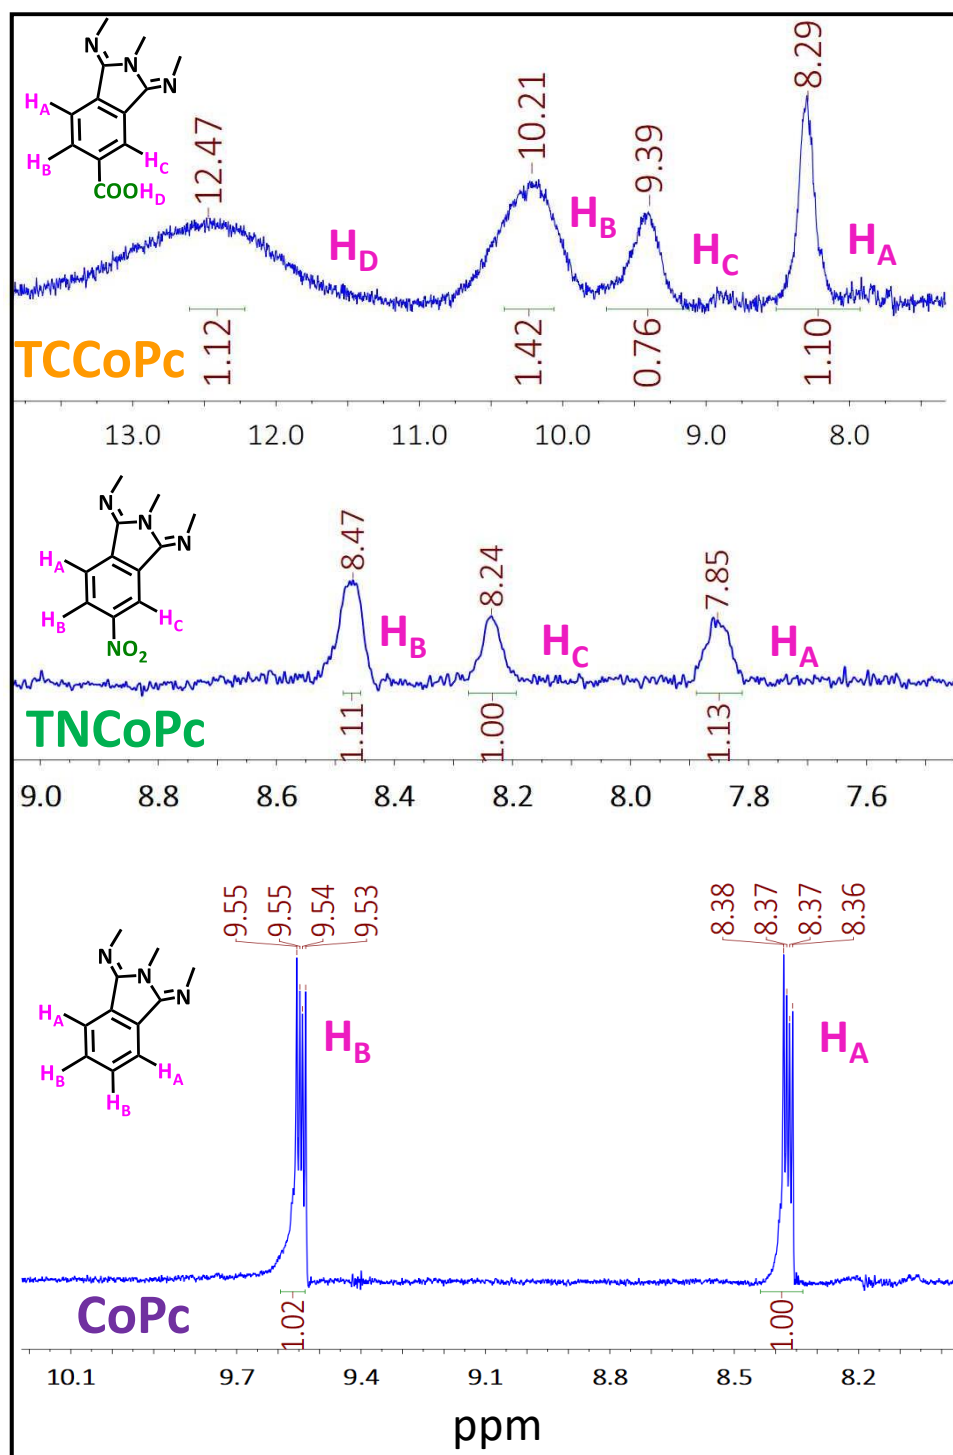 N
N
N
HA
HB
HC
COOHD
12.47
10.21
9.39
8.29
HD
HB
HC
HA
TCCoPc
1.12
1.42
0.76
1.10
13.0 12.0 11.0 10.0 9.0 8.0
N
N
N
HA
HB
HC
NO2
8.47
8.24
7.85
HB
HC
HA
TNCoPc
1.11
1.00
1.13
9.0 8.8 8.6 8.4 8.2 8.0 7.8 7.6
9.55 9.55 9.54 9.53
8.38 8.37 8.37 8.36
N
N
N
HA
HB
HA
HB
HB
HA
CoPc
1.02
1.00
10.1 9.7 9.4 9.1 8.8 8.5 8.2
ppm